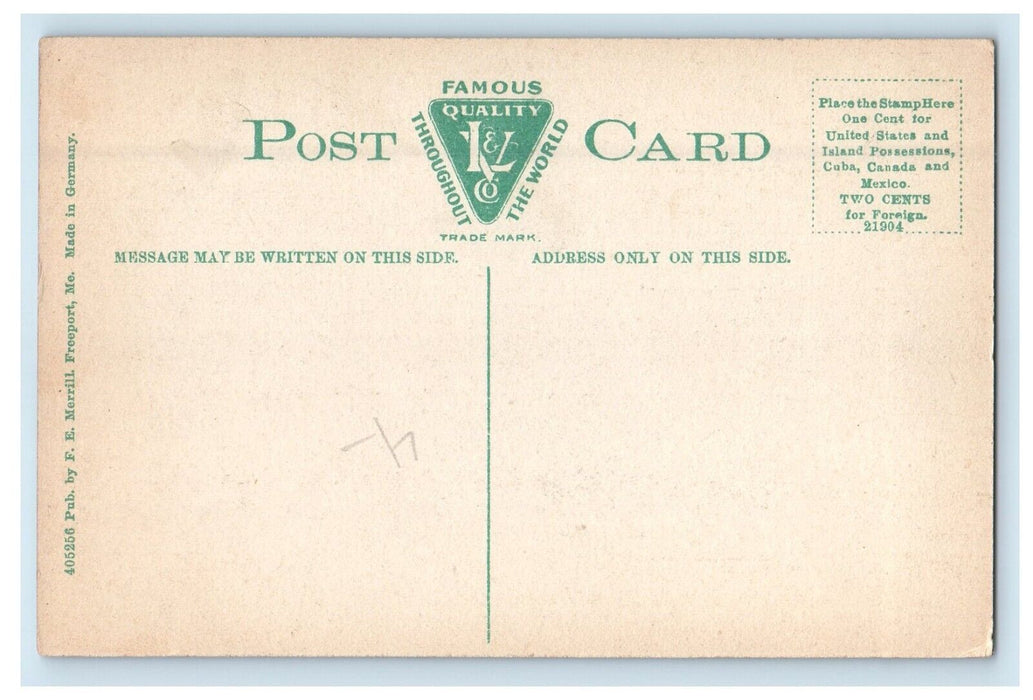 FAMOUS
QUALITY
THROUGHOUT
THE WORLD
TRADE MARK.
POST CARD
Place the Stamp Here
One Cent for
United States and
Island Possessions,
Cuba, Canada and
Mexico.
TWO CENTS
for Foreign.
21904
MESSAGE MAY BE WRITTEN ON THIS SIDE.
ADDRESS ONLY ON THIS SIDE.
405256 Pub. by F. E. Merrill. Freeport, Me. Made in Germany.